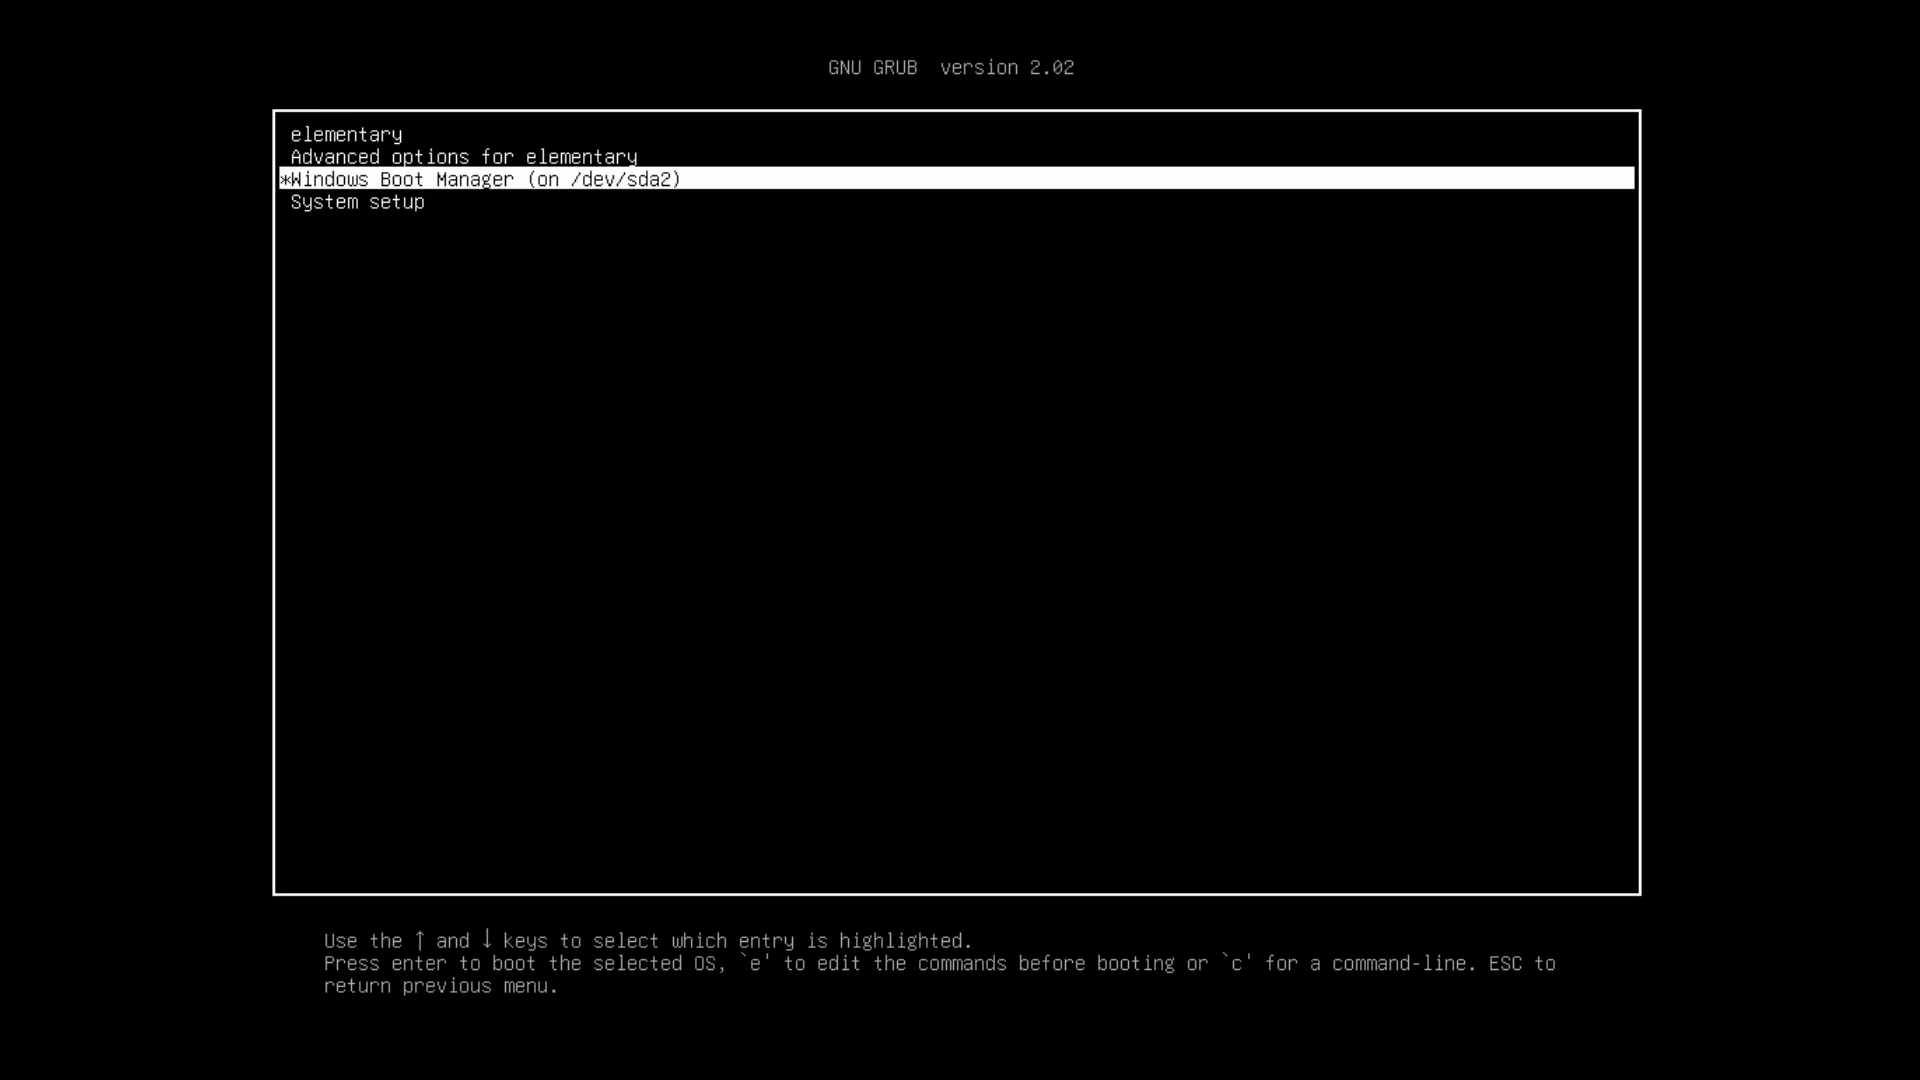 GNU GRUB  version 2.02
elementary
Advanced options for elementary
*Windows Boot Manager (on /dev/sda2)
System setup
Use the ↑ and ↓ keys to select which entry is highlighted.
Press enter to boot the selected OS, `e' to edit the commands before booting or `c' for a command-line. ESC to
return previous menu.